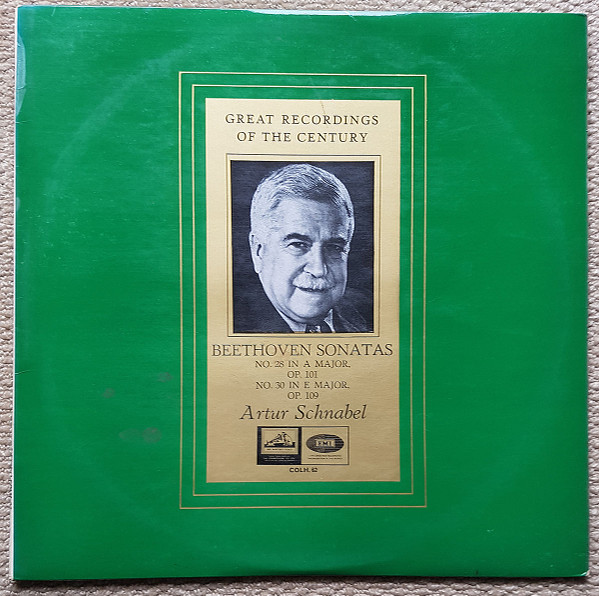 GREAT RECORDINGS
OF THE CENTURY
BEETHOVEN SONATAS
NO. 28 IN A MAJOR,
OP. 101
NO. 30 IN E MAJOR,
OP. 109
Artur Schnabel
EMI
COLH. 62